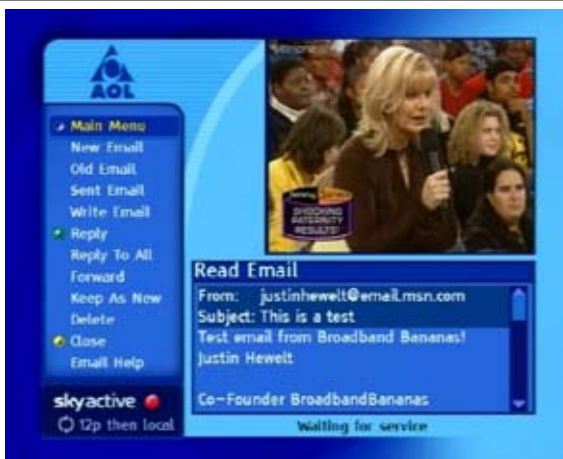 AOL
Main Menu
New Email
Old Email
Sent Email
Write Email
Reply
Reply To All
Forward
Keep As New
Delete
Close
Email Help
skyactive
12p then local
SHOCKING
PATERNITY
RESULTS!
Read Email
From: justinhewelt@email.msn.com
Subject: This is a test
Test email from Broadband Bananas!
Justin Hewelt
Co-Founder BroadbandBananas
Waiting for service